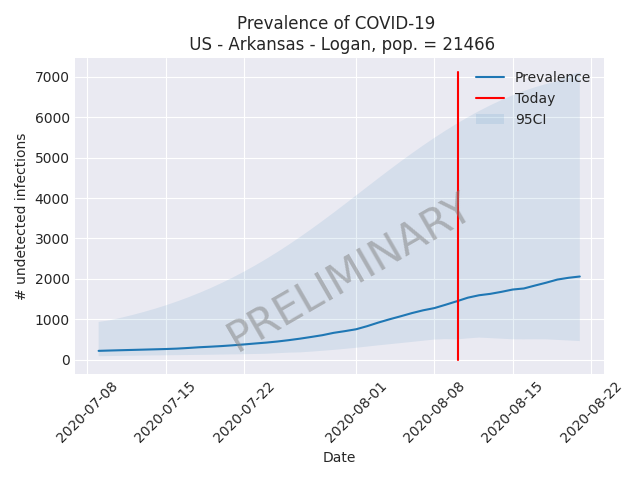 Prevalence of COVID-19
US - Arkansas - Logan, pop. = 21466
7000
6000
5000
4000
3000
2000
1000
0
# undetected infections
Prevalence
Today
95CI
PRELIMINARY
2020-07-08
2020-07-15
2020-07-22
2020-08-01
2020-08-08
2020-08-15
2020-08-22
Date